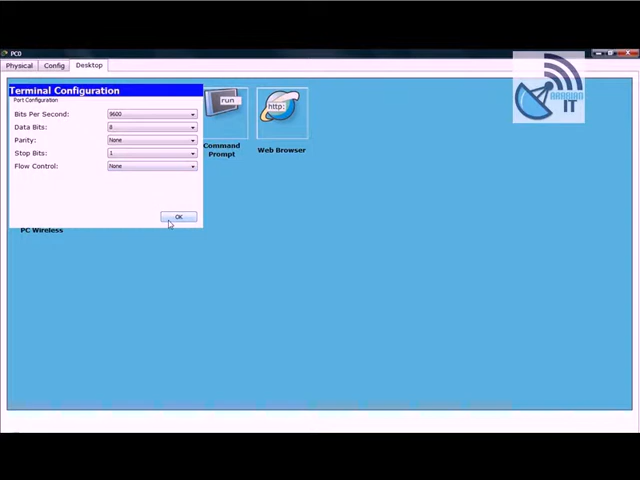 PC0
Physical
Config
Desktop
Terminal Configuration
Port Configuration
Bits Per Second:
9600
Data Bits:
8
Parity:
None
Stop Bits:
1
Flow Control:
None
OK
run
http:
Command
Prompt
Web Browser
PC Wireless
IT